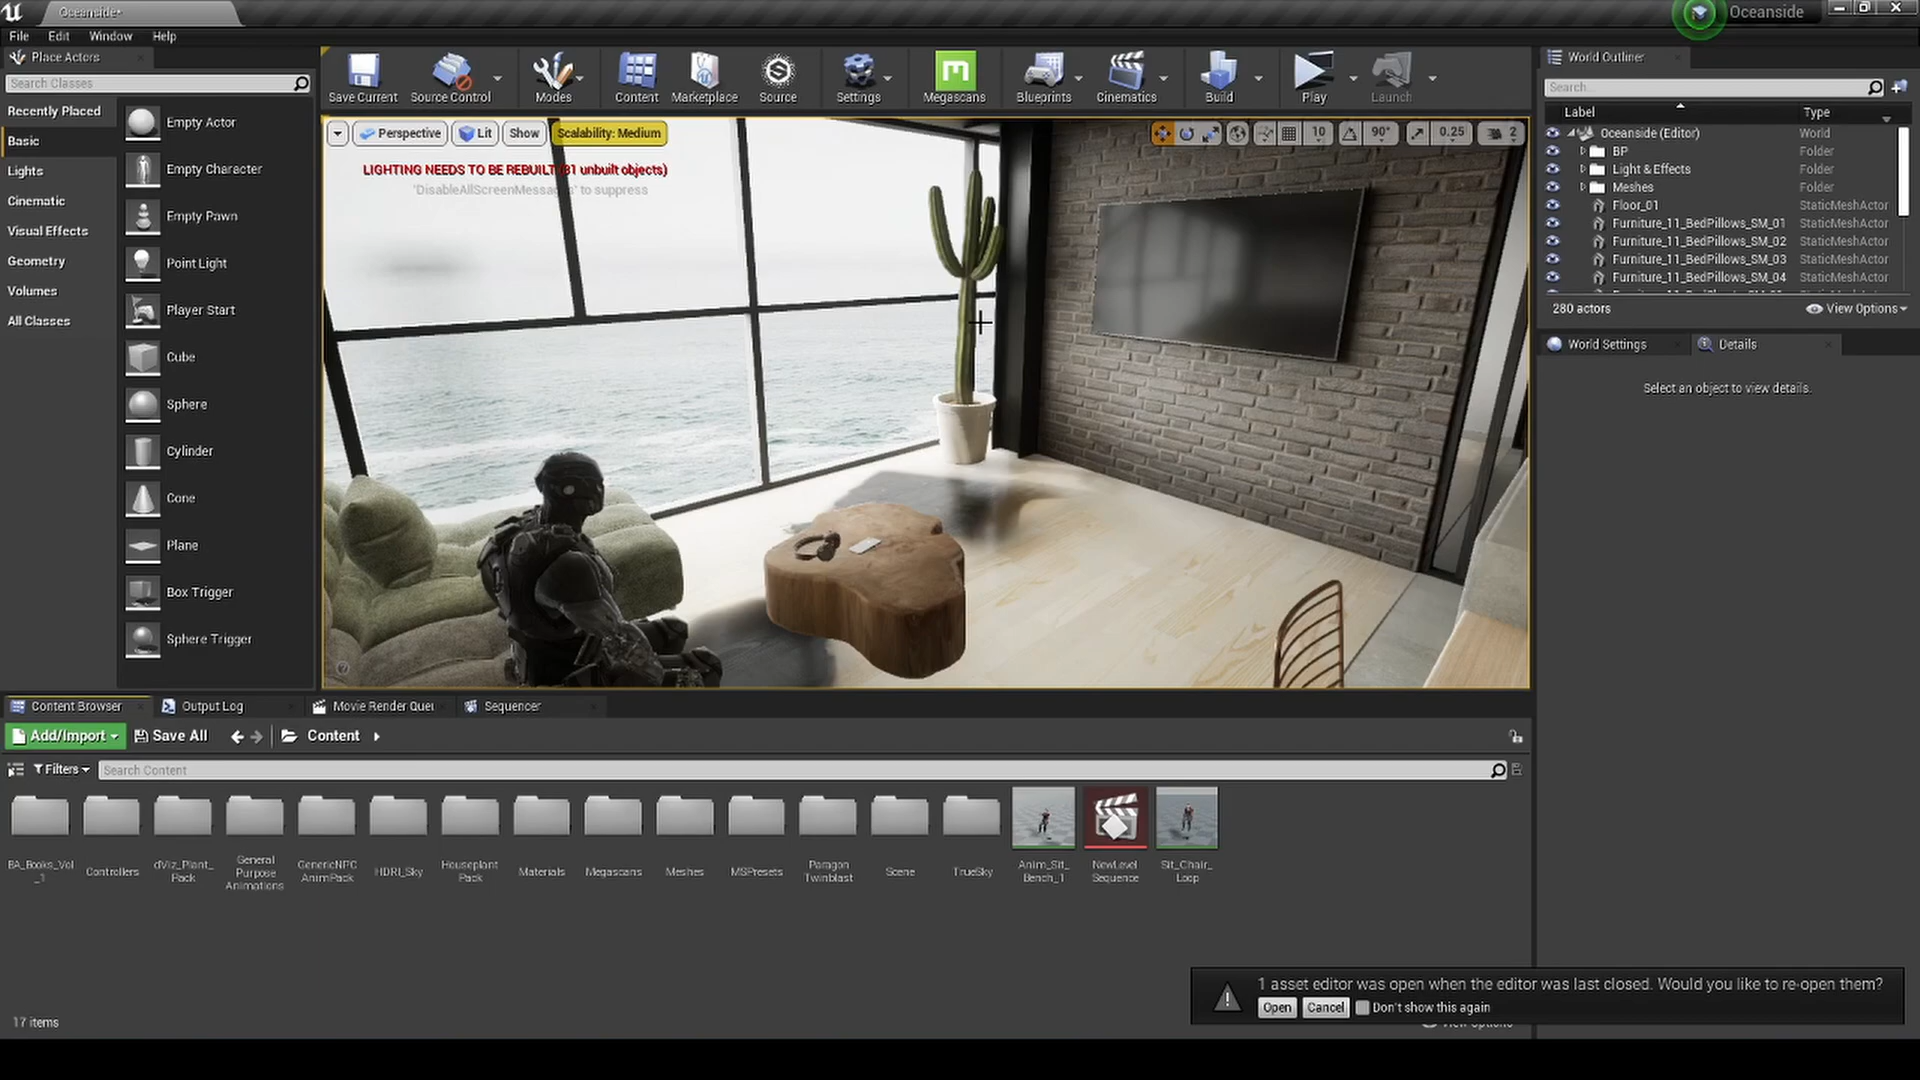 Oceanside*
Oceanside
File Edit Window Help
Place Actors
Search Classes
Recently Placed
Basic
Lights
Cinematic
Visual Effects
Geometry
Volumes
All Classes
Empty Actor
Empty Character
Empty Pawn
Point Light
Player Start
Cube
Sphere
Cylinder
Cone
Plane
Box Trigger
Sphere Trigger
Save Current Source Control Modes Content Marketplace Source Settings Megascans Blueprints Cinematics Build Play Launch
Perspective Lit Show Scalability: Medium 10 90° 0.25 2
LIGHTING NEEDS TO BE REBUILT (81 unbuilt objects)
'DisableAllScreenMessages' to suppress
World Outliner
Search...
Label Type
Oceanside (Editor) World
BP Folder
Light & Effects Folder
Meshes Folder
Floor_01 StaticMeshActor
Furniture_11_BedPillows_SM_01 StaticMeshActor
Furniture_11_BedPillows_SM_02 StaticMeshActor
Furniture_11_BedPillows_SM_03 StaticMeshActor
Furniture_11_BedPillows_SM_04 StaticMeshActor
280 actors View Options
World Settings Details
Select an object to view details.
Content Browser Output Log Movie Render Queu Sequencer
Add/Import Save All Content
Filters Search Content
BA_Books_Vol_1
Controllers
dViz_Plant_Pack
General Purpose Animations
GenericNPC AnimPack
HDRI_Sky
Houseplant Pack
Materials
Megascans
Meshes
MSPresets
Paragon Twinblast
Scene
TrueSky
Anim_Sit_Bench_1
NewLevel Sequence
Sit_Chair_Loop
17 items
1 asset editor was open when the editor was last closed. Would you like to re-open them?
Open Cancel Don't show this again
View Options